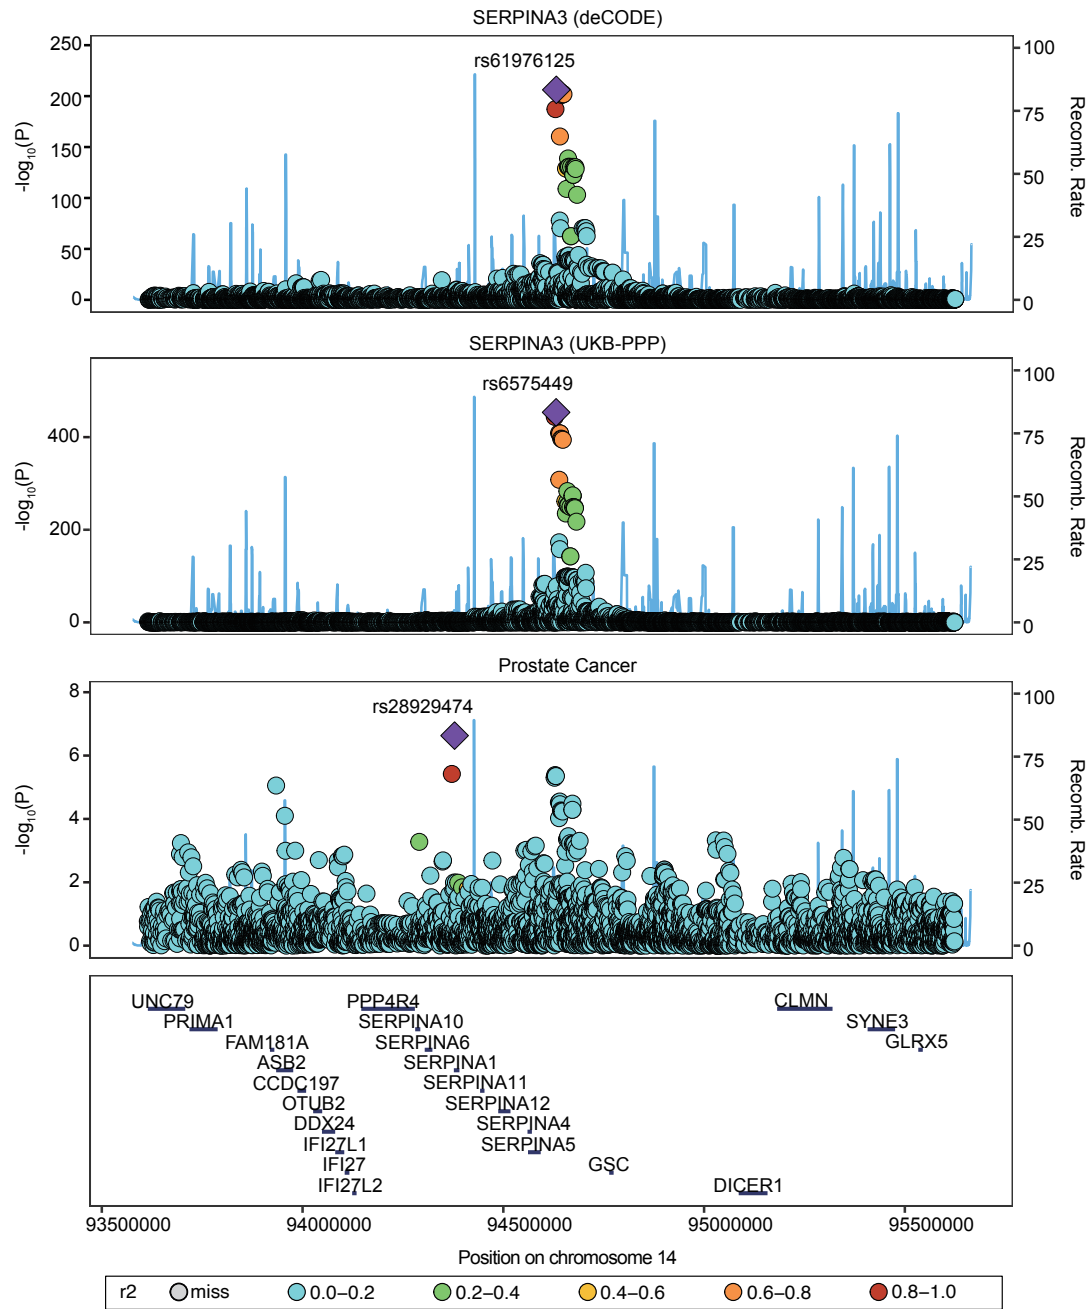 SERPINA3 (deCODE)
250
200
150
100
50
0
-log10(P)
rs61976125
100
75
50
25
0
Recomb. Rate
SERPINA3 (UKB-PPP)
400
200
0
-log10(P)
rs6575449
100
75
50
25
0
Recomb. Rate
Prostate Cancer
8
6
4
2
0
-log10(P)
rs28929474
100
75
50
25
0
Recomb. Rate
UNC79 PPP4R4 CLMN
PRIMA1 SERPINA10 SYNE3
FAM181A SERPINA6 GLRX5
ASB2 SERPINA1
CCDC197 SERPINA11
OTUB2 SERPINA12
DDX24 SERPINA4
IFI27L1 SERPINA5
IFI27 GSC
IFI27L2 DICER1
93500000 94000000 94500000 95000000 95500000
Position on chromosome 14
r2 miss 0.0–0.2 0.2–0.4 0.4–0.6 0.6–0.8 0.8–1.0